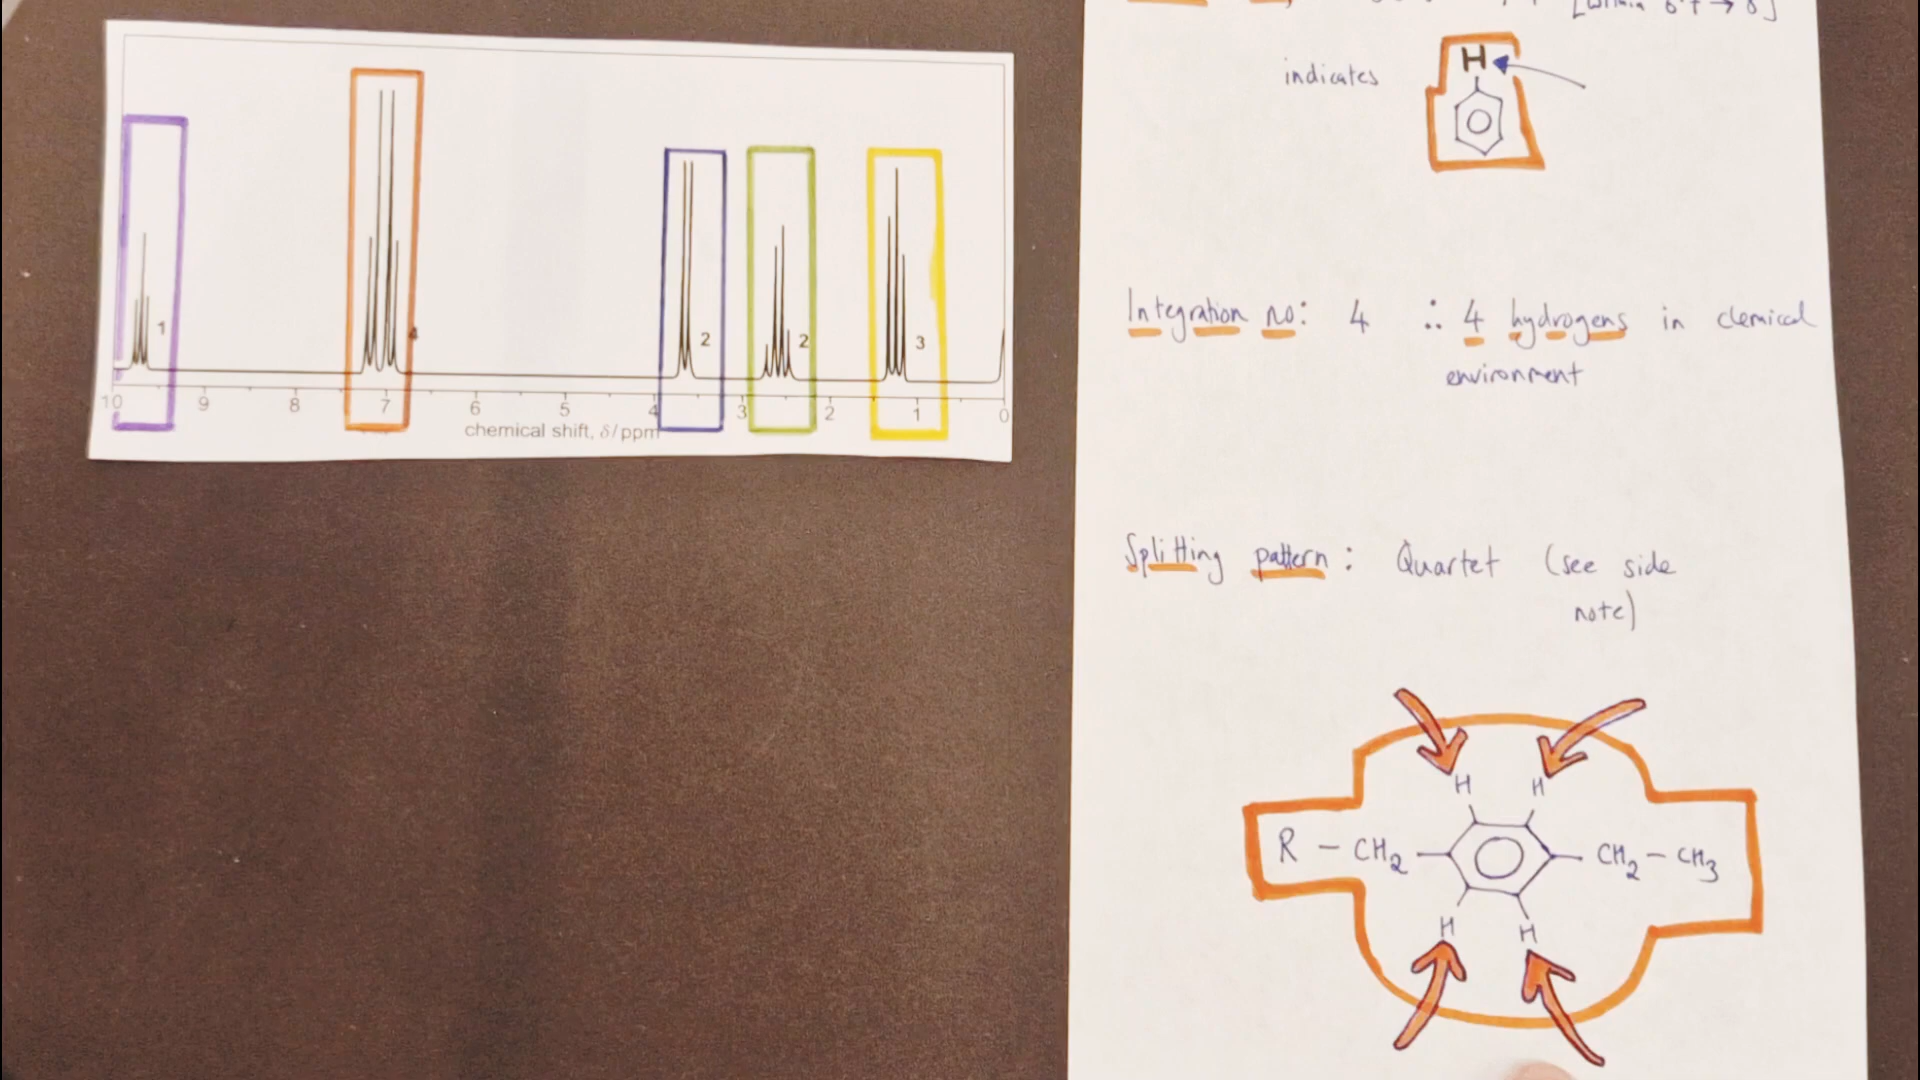 1
4
2
2
3
10 9 8 7 6 5 4 3 2 1 0
chemical shift, δ/ppm
indicates
H
Integration no: 4 ∴ 4 hydrogens in chemical
environment
Splitting pattern: Quartet (see side
note)
H H
R - CH2 CH2 - CH3
H H